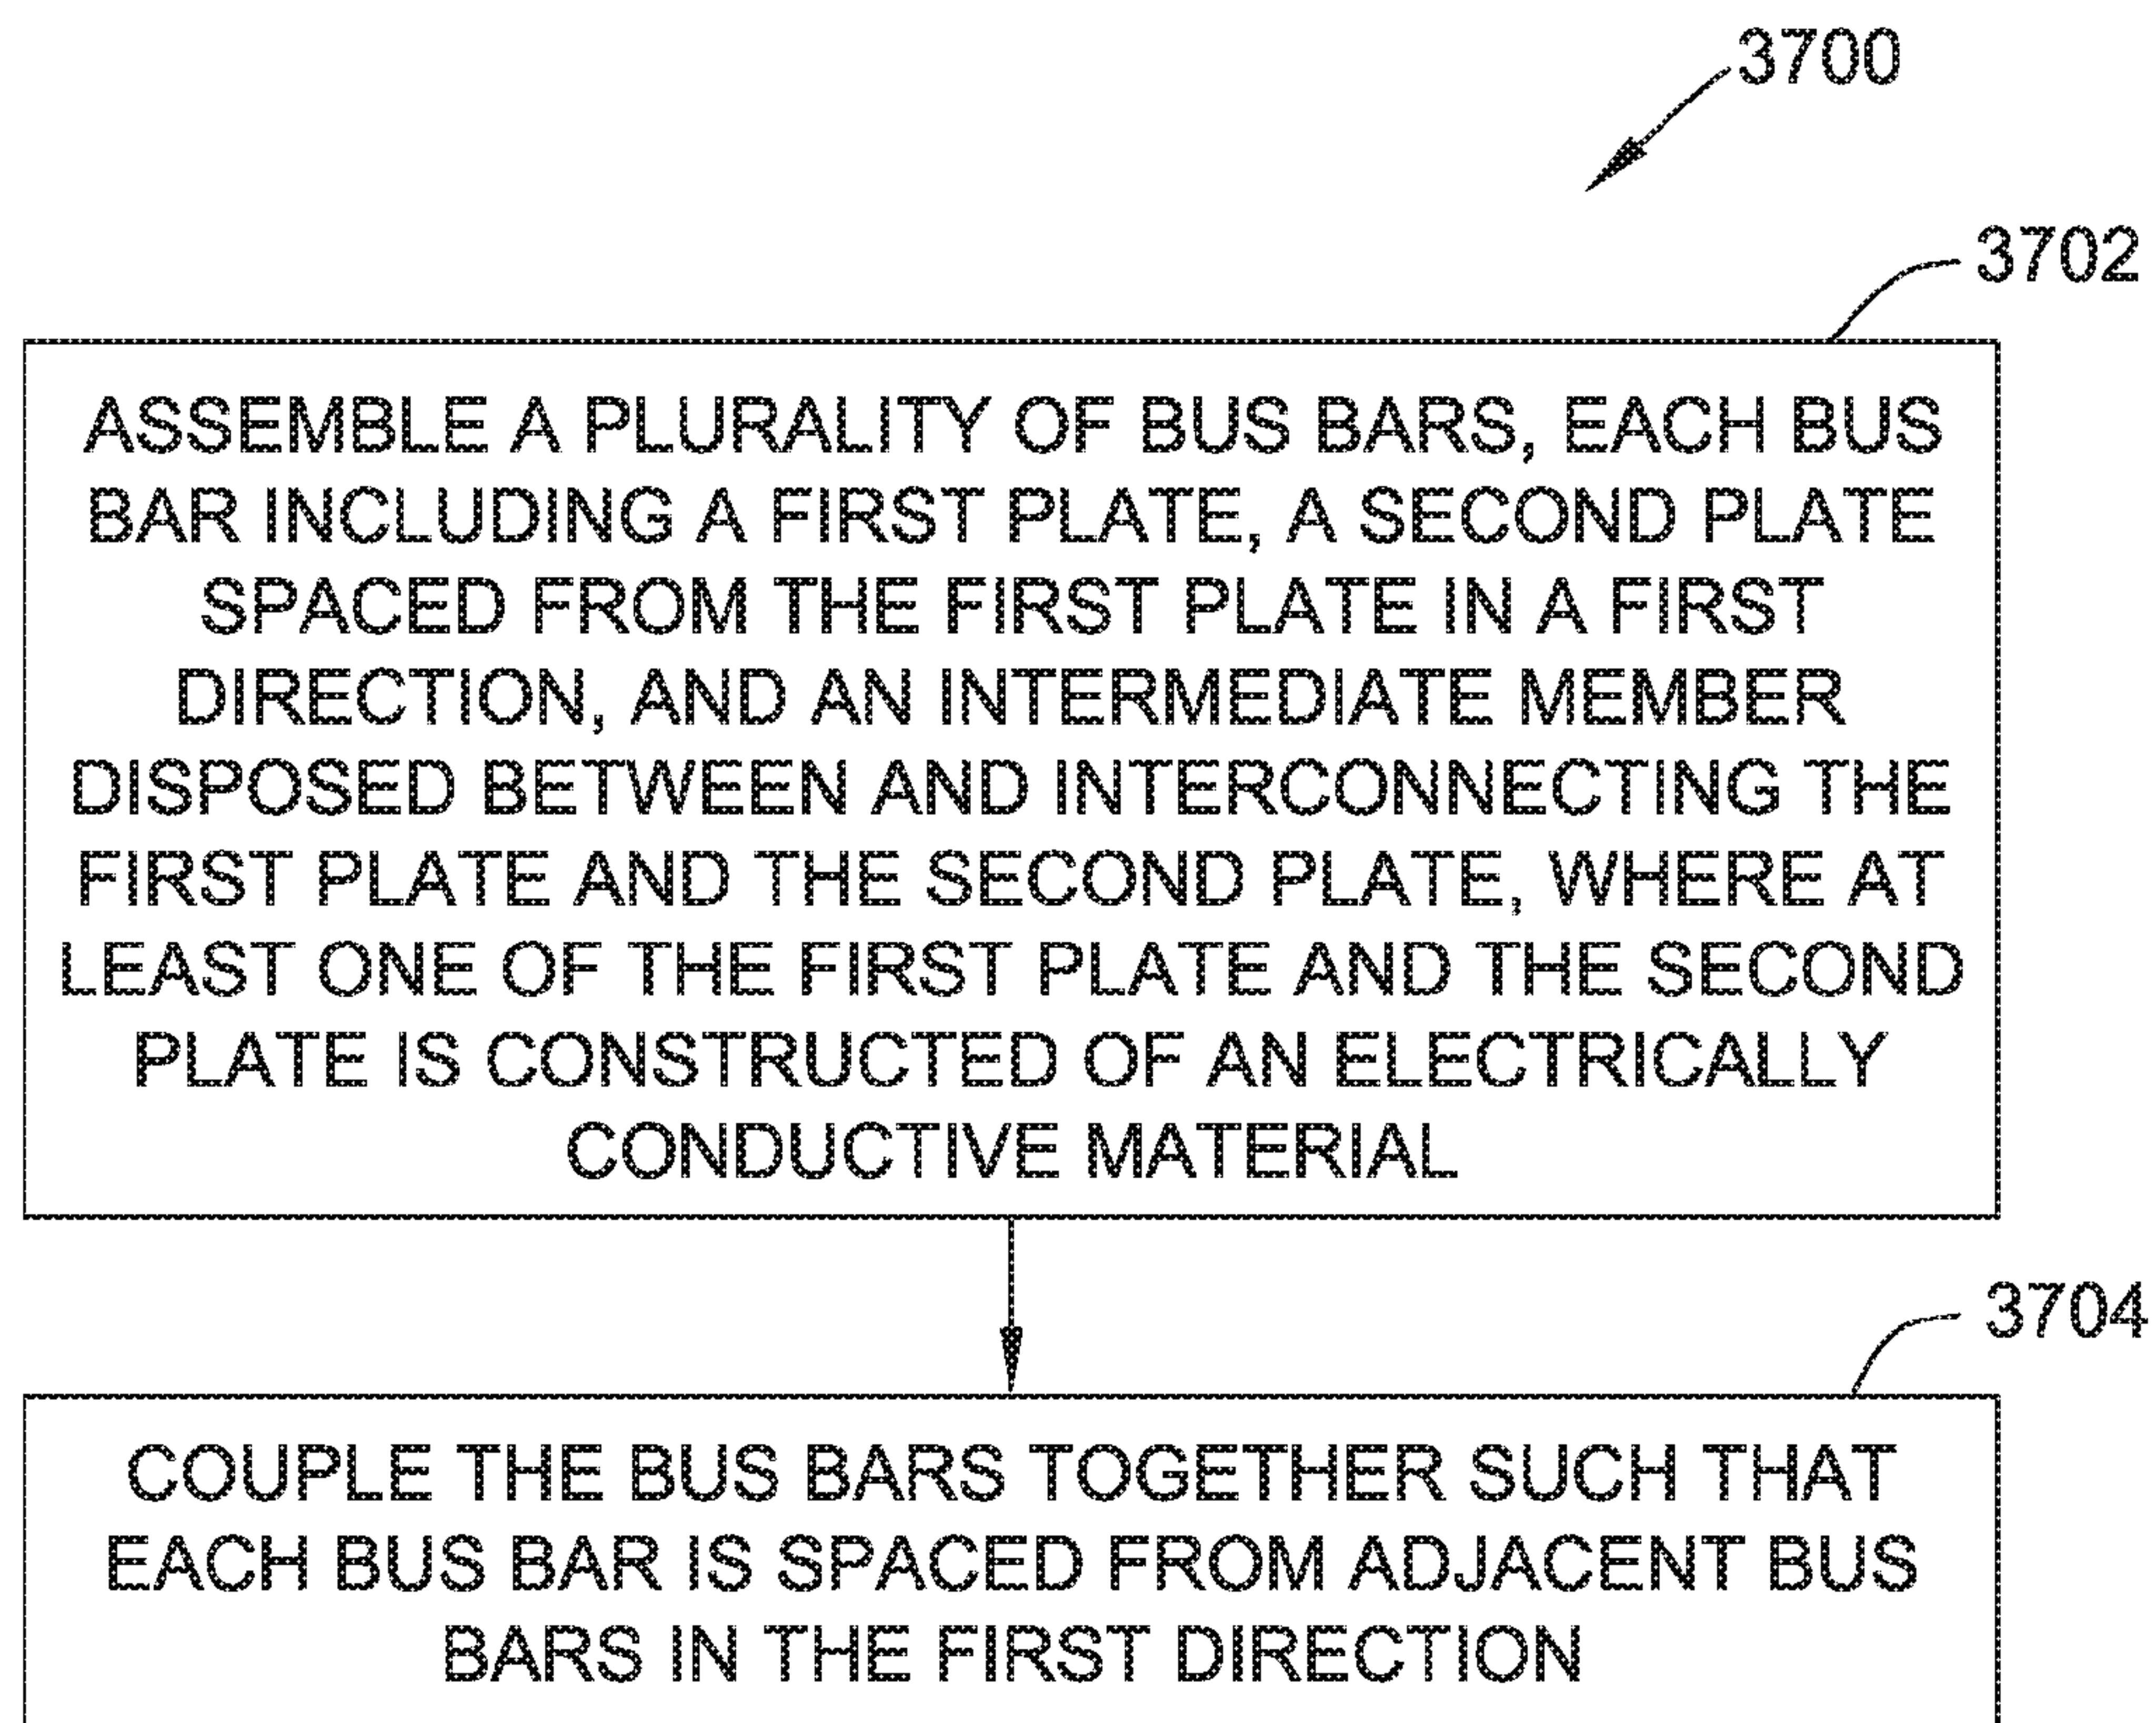 3700
3702
ASSEMBLE A PLURALITY OF BUS BARS, EACH BUS
BAR INCLUDING A FIRST PLATE, A SECOND PLATE
SPACED FROM THE FIRST PLATE IN A FIRST
DIRECTION, AND AN INTERMEDIATE MEMBER
DISPOSED BETWEEN AND INTERCONNECTING THE
FIRST PLATE AND THE SECOND PLATE, WHERE AT
LEAST ONE OF THE FIRST PLATE AND THE SECOND
PLATE IS CONSTRUCTED OF AN ELECTRICALLY
CONDUCTIVE MATERIAL
3704
COUPLE THE BUS BARS TOGETHER SUCH THAT
EACH BUS BAR IS SPACED FROM ADJACENT BUS
BARS IN THE FIRST DIRECTION